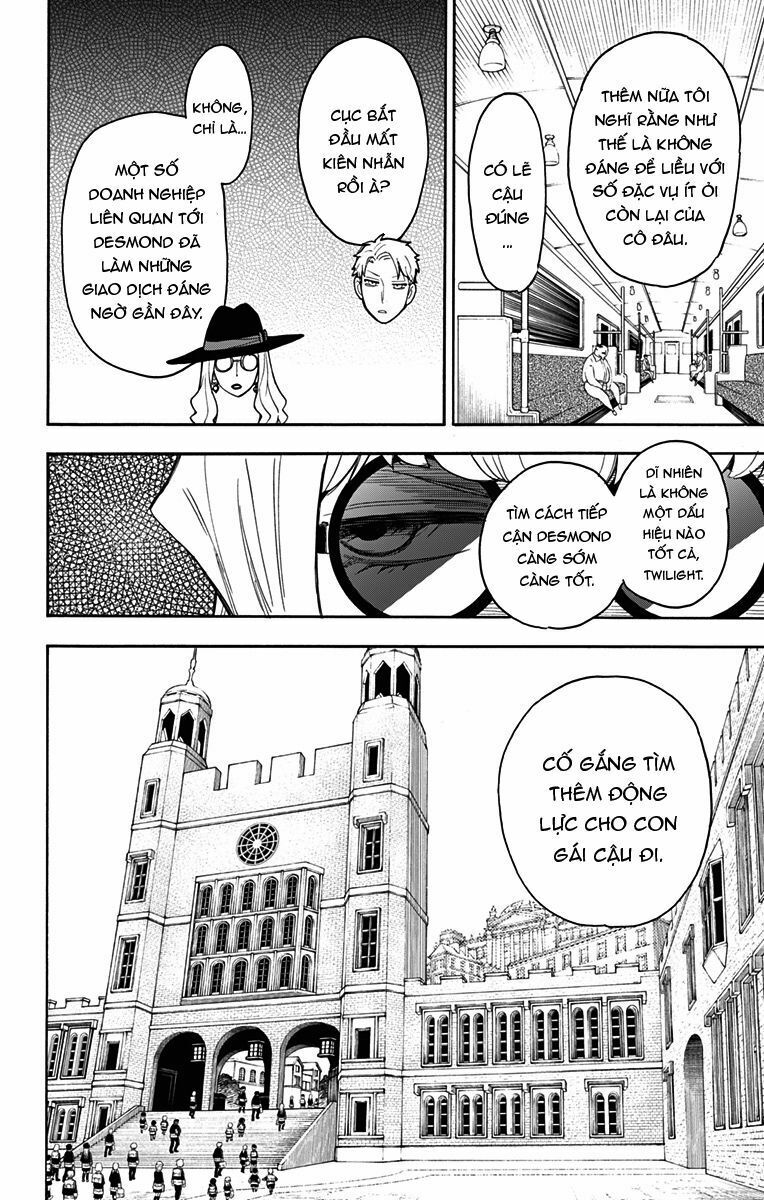 THÊM NỮA TÔI
NGHĨ RẰNG NHƯ
THẾ LÀ KHÔNG
ĐÁNG ĐỂ LIỀU VỚI
SỐ ĐẶC VỤ ÍT ỎI
CÒN LẠI CỦA
CÔ ĐÂU.
CÓ LẼ
CẬU
ĐÚNG
...
CỤC BẮT
ĐẦU MẤT
KIÊN NHẪN
RỒI À?
KHÔNG,
CHỈ LÀ...
MỘT SỐ
DOANH NGHIỆP
LIÊN QUAN TỚI
DESMOND ĐÃ
LÀM NHỮNG
GIAO DỊCH ĐÁNG
NGỜ GẦN ĐÂY.
DĨ NHIÊN
LÀ KHÔNG
MỘT DẤU
HIỆU NÀO
TỐT CẢ,
TWILIGHT.
TÌM CÁCH TIẾP
CẬN DESMOND
CÀNG SỚM
CÀNG TỐT.
CỐ GẮNG TÌM
THÊM ĐỘNG
LỰC CHO CON
GÁI CẬU ĐI.